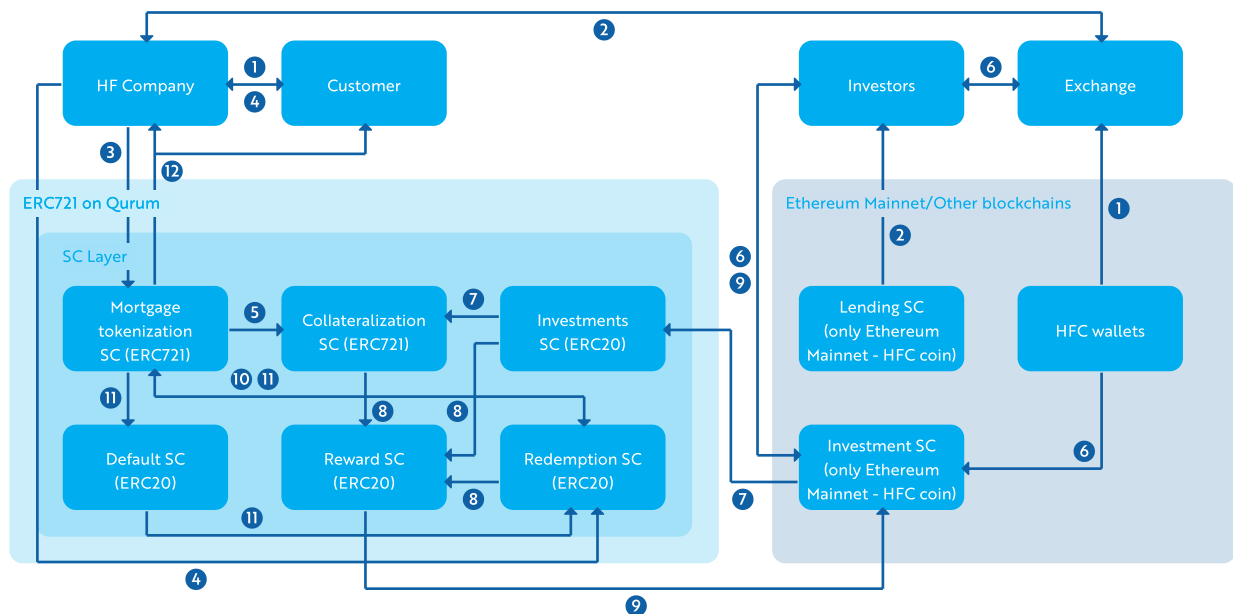 2
HF Company
Customer
Investors
Exchange
1
4
6
3
12
ERC721 on Qurum
SC Layer
Ethereum Mainnet/Other blockchains
1
2
6
9
Mortgage
tokenization
SC (ERC721)
5
Collateralization
SC (ERC721)
7
Investments
SC (ERC20)
Lending SC
(only Ethereum
Mainnet - HFC coin)
HFC wallets
11
10 11
8
8
Default SC
(ERC20)
Reward SC
(ERC20)
8
Redemption SC
(ERC20)
Investment SC
(only Ethereum
Mainnet - HFC coin)
6
7
11
4
9